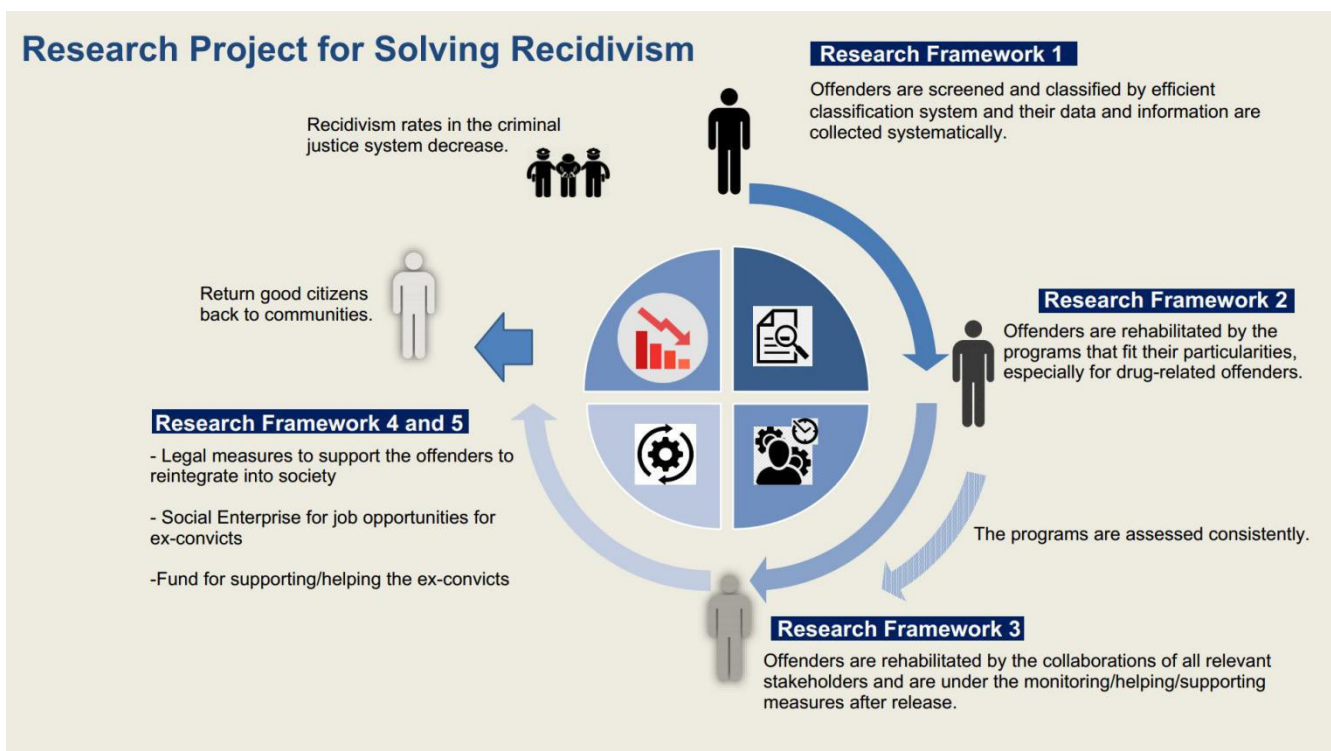 Research Project for Solving Recidivism
Research Framework 1
Offenders are screened and classified by efficient
classification system and their data and information are
collected systematically.
Recidivism rates in the criminal
justice system decrease.
Return good citizens
back to communities.
Research Framework 2
Offenders are rehabilitated by the
programs that fit their particularities,
especially for drug-related offenders.
Research Framework 4 and 5
- Legal measures to support the offenders to
reintegrate into society
- Social Enterprise for job opportunities for
ex-convicts
-Fund for supporting/helping the ex-convicts
The programs are assessed consistently.
Research Framework 3
Offenders are rehabilitated by the collaborations of all relevant
stakeholders and are under the monitoring/helping/supporting
measures after release.